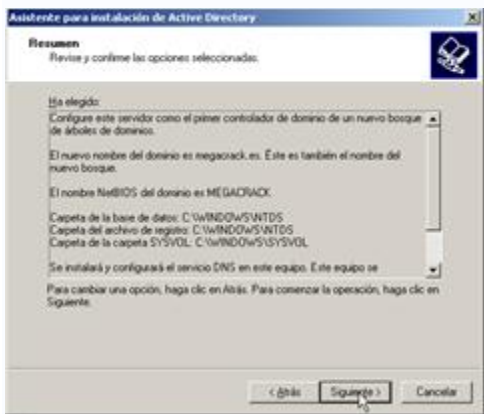 Asistente para instalación de Active Directory
Resumen
Revise y confirme las opciones seleccionadas.
Ha elegido:
Configure este servidor como el primer controlador de dominio de un nuevo bosque
de árboles de dominios.
El nuevo nombre del dominio es megacrack.es. Éste es también el nombre del
nuevo bosque.
El nombre NetBIOS del dominio es MEGACRACK
Carpeta de la base de datos: C:\WINDOWS\NTDS
Carpeta del archivo de registro: C:\WINDOWS\NTDS
Carpeta de la carpeta SYSVOL: C:\WINDOWS\SYSVOL
Se instalará y configurará el servicio DNS en este equipo. Este equipo se
Para cambiar una opción, haga clic en Atrás. Para comenzar la operación, haga clic en
Siguiente.
< Atrás Siguiente > Cancelar